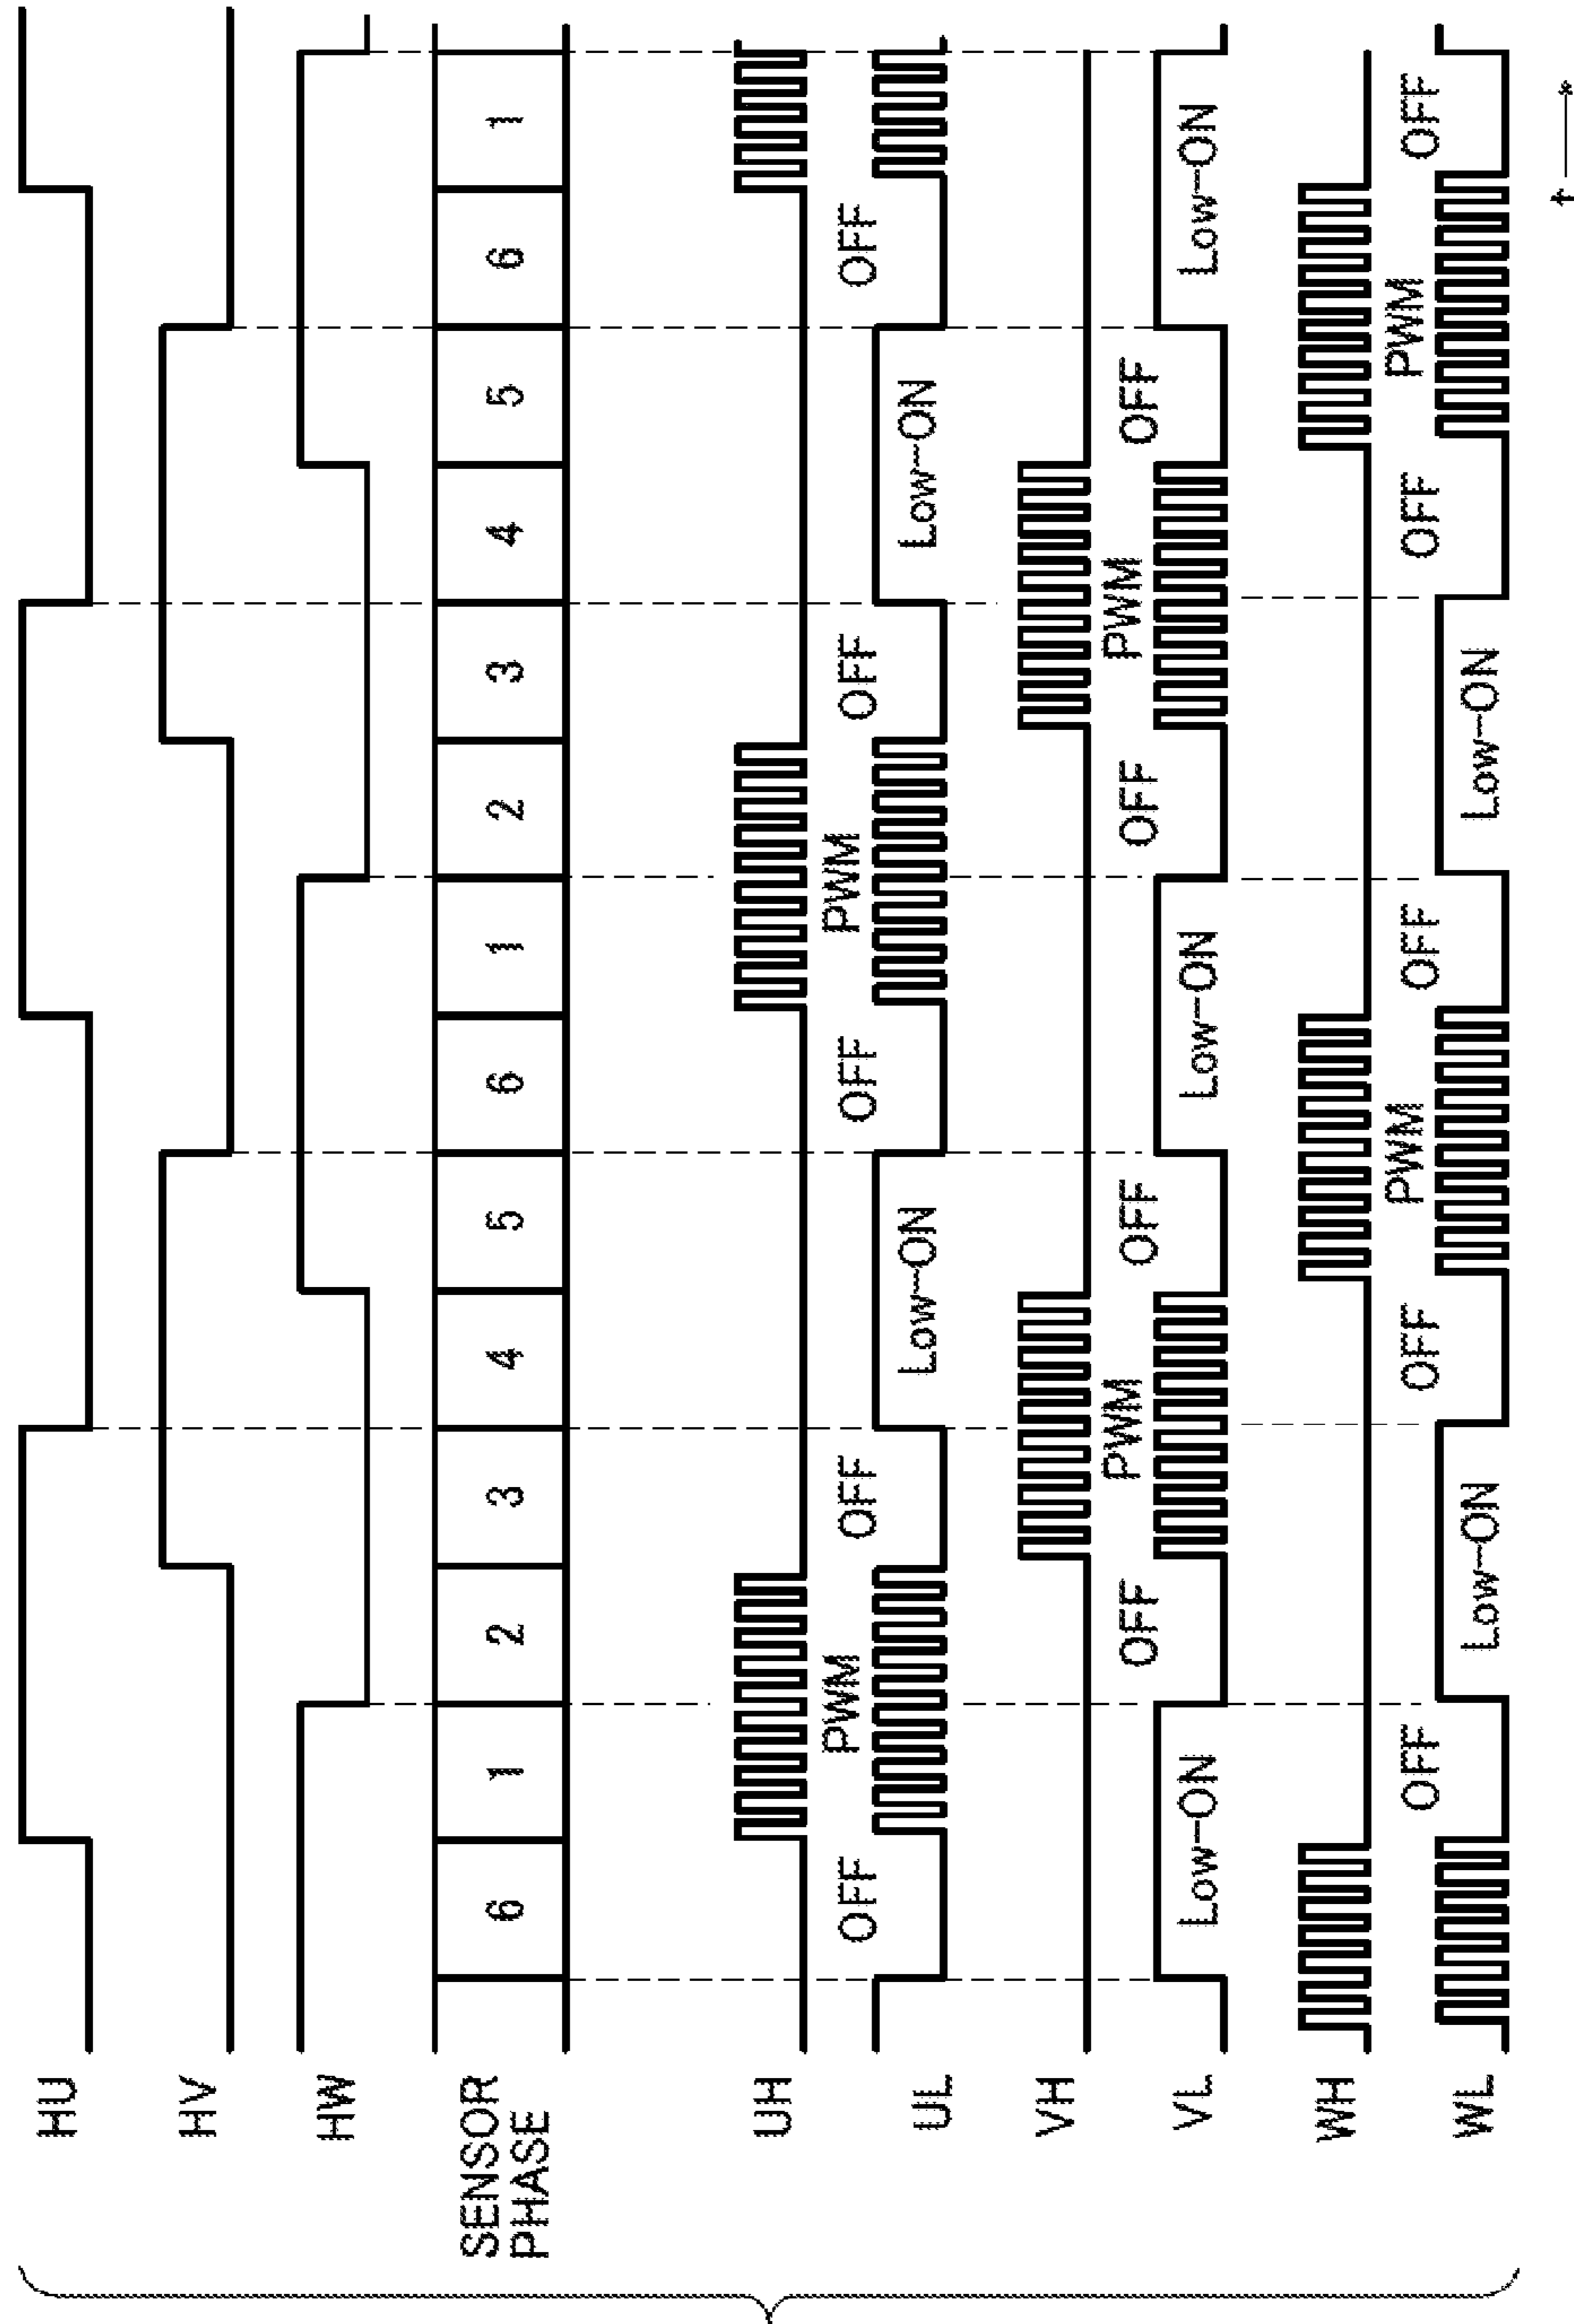 HU
HV
HW
SENSOR
PHASE
6 1 2 3 4 5 6 1 2 3 4 5 6 1
UH
OFF PWM OFF OFF PWM OFF OFF
UL
Low-ON Low-ON
VH
OFF PWM OFF OFF PWM OFF
VL
Low-ON Low-ON Low-ON
WH
OFF OFF PWM OFF OFF PWM OFF
WL
Low-ON Low-ON
t